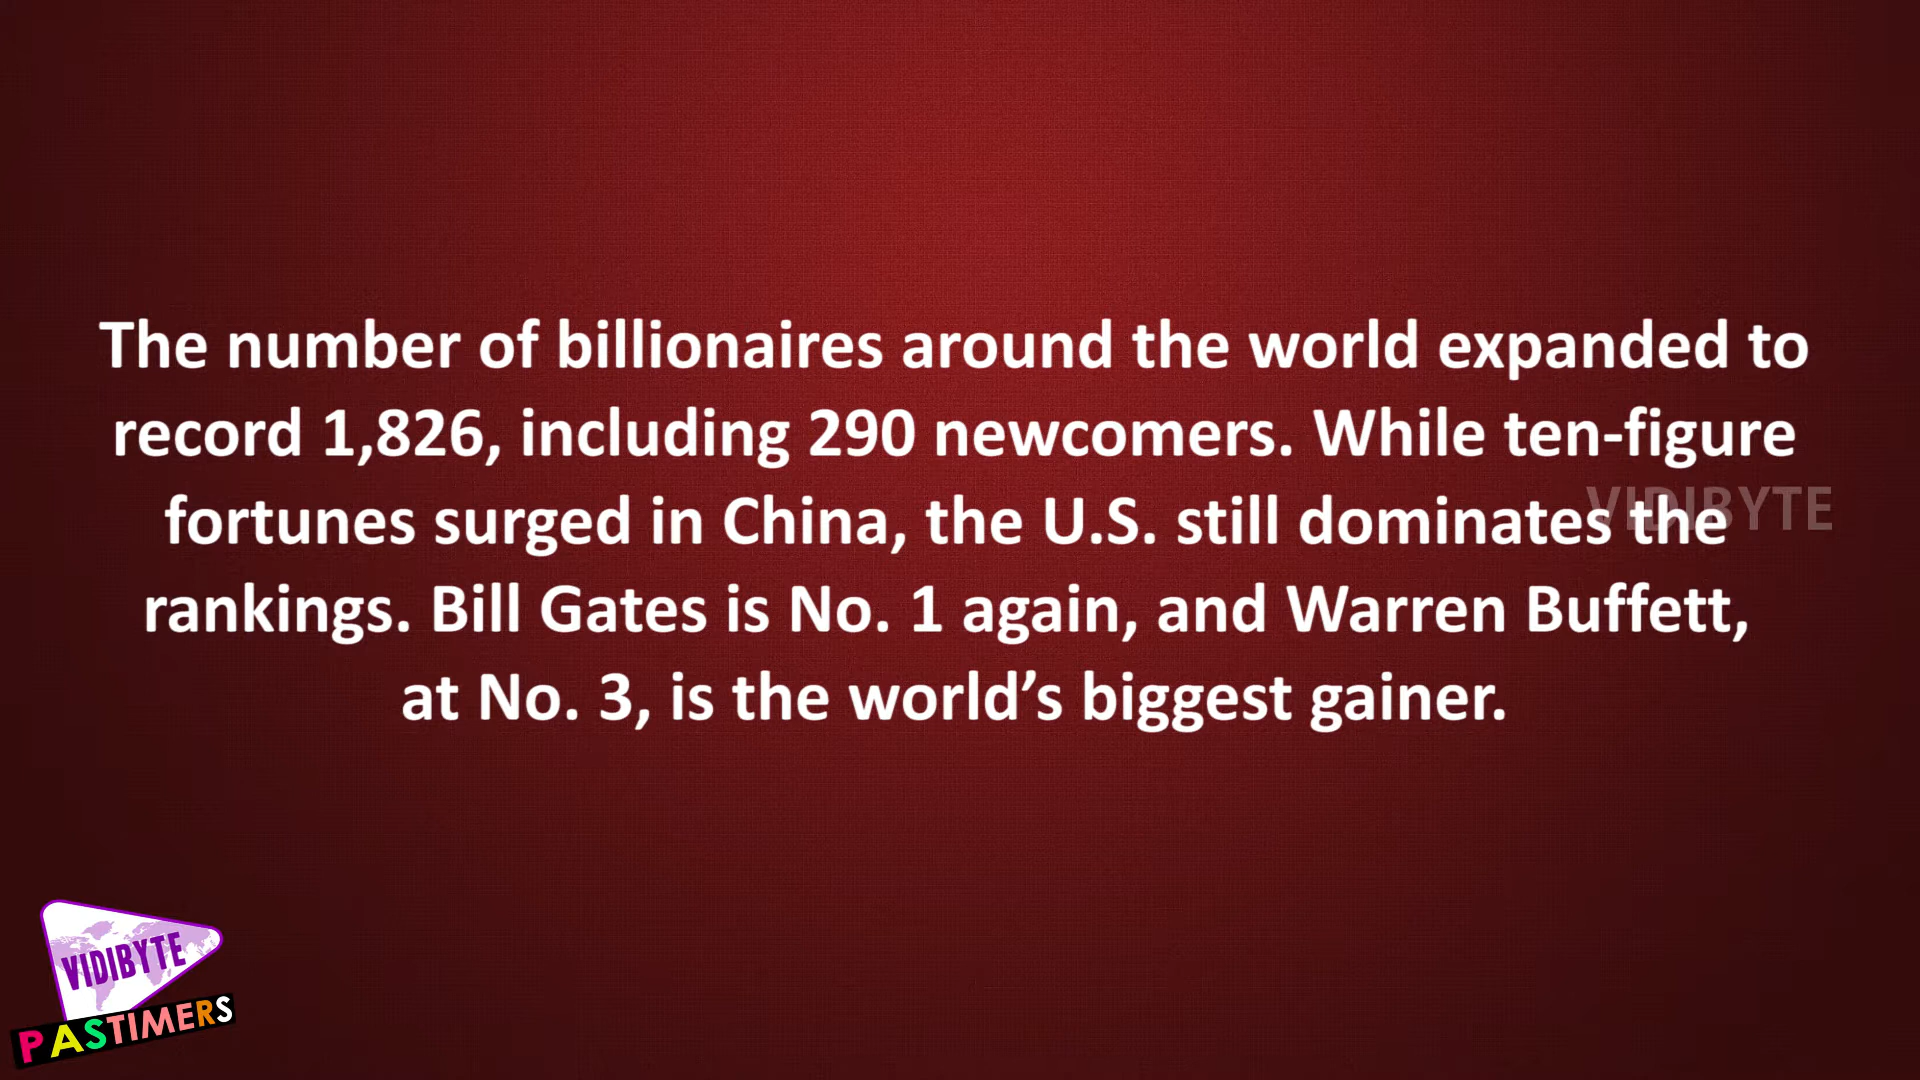 The number of billionaires around the world expanded to
record 1,826, including 290 newcomers. While ten-figure
fortunes surged in China, the U.S. still dominates the
VIDIBYTE
rankings. Bill Gates is No. 1 again, and Warren Buffett,
at No. 3, is the world’s biggest gainer.
VIDIBYTE
PASTIMERS